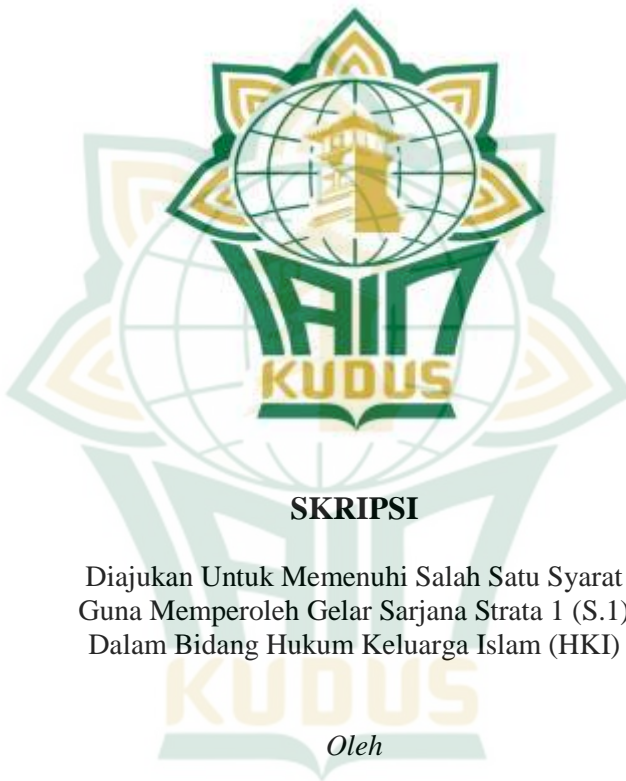 IAIN
KUDUS
SKRIPSI
Diajukan Untuk Memenuhi Salah Satu Syarat
Guna Memperoleh Gelar Sarjana Strata 1 (S.1)
Dalam Bidang Hukum Keluarga Islam (HKI)
KUDUS
Oleh